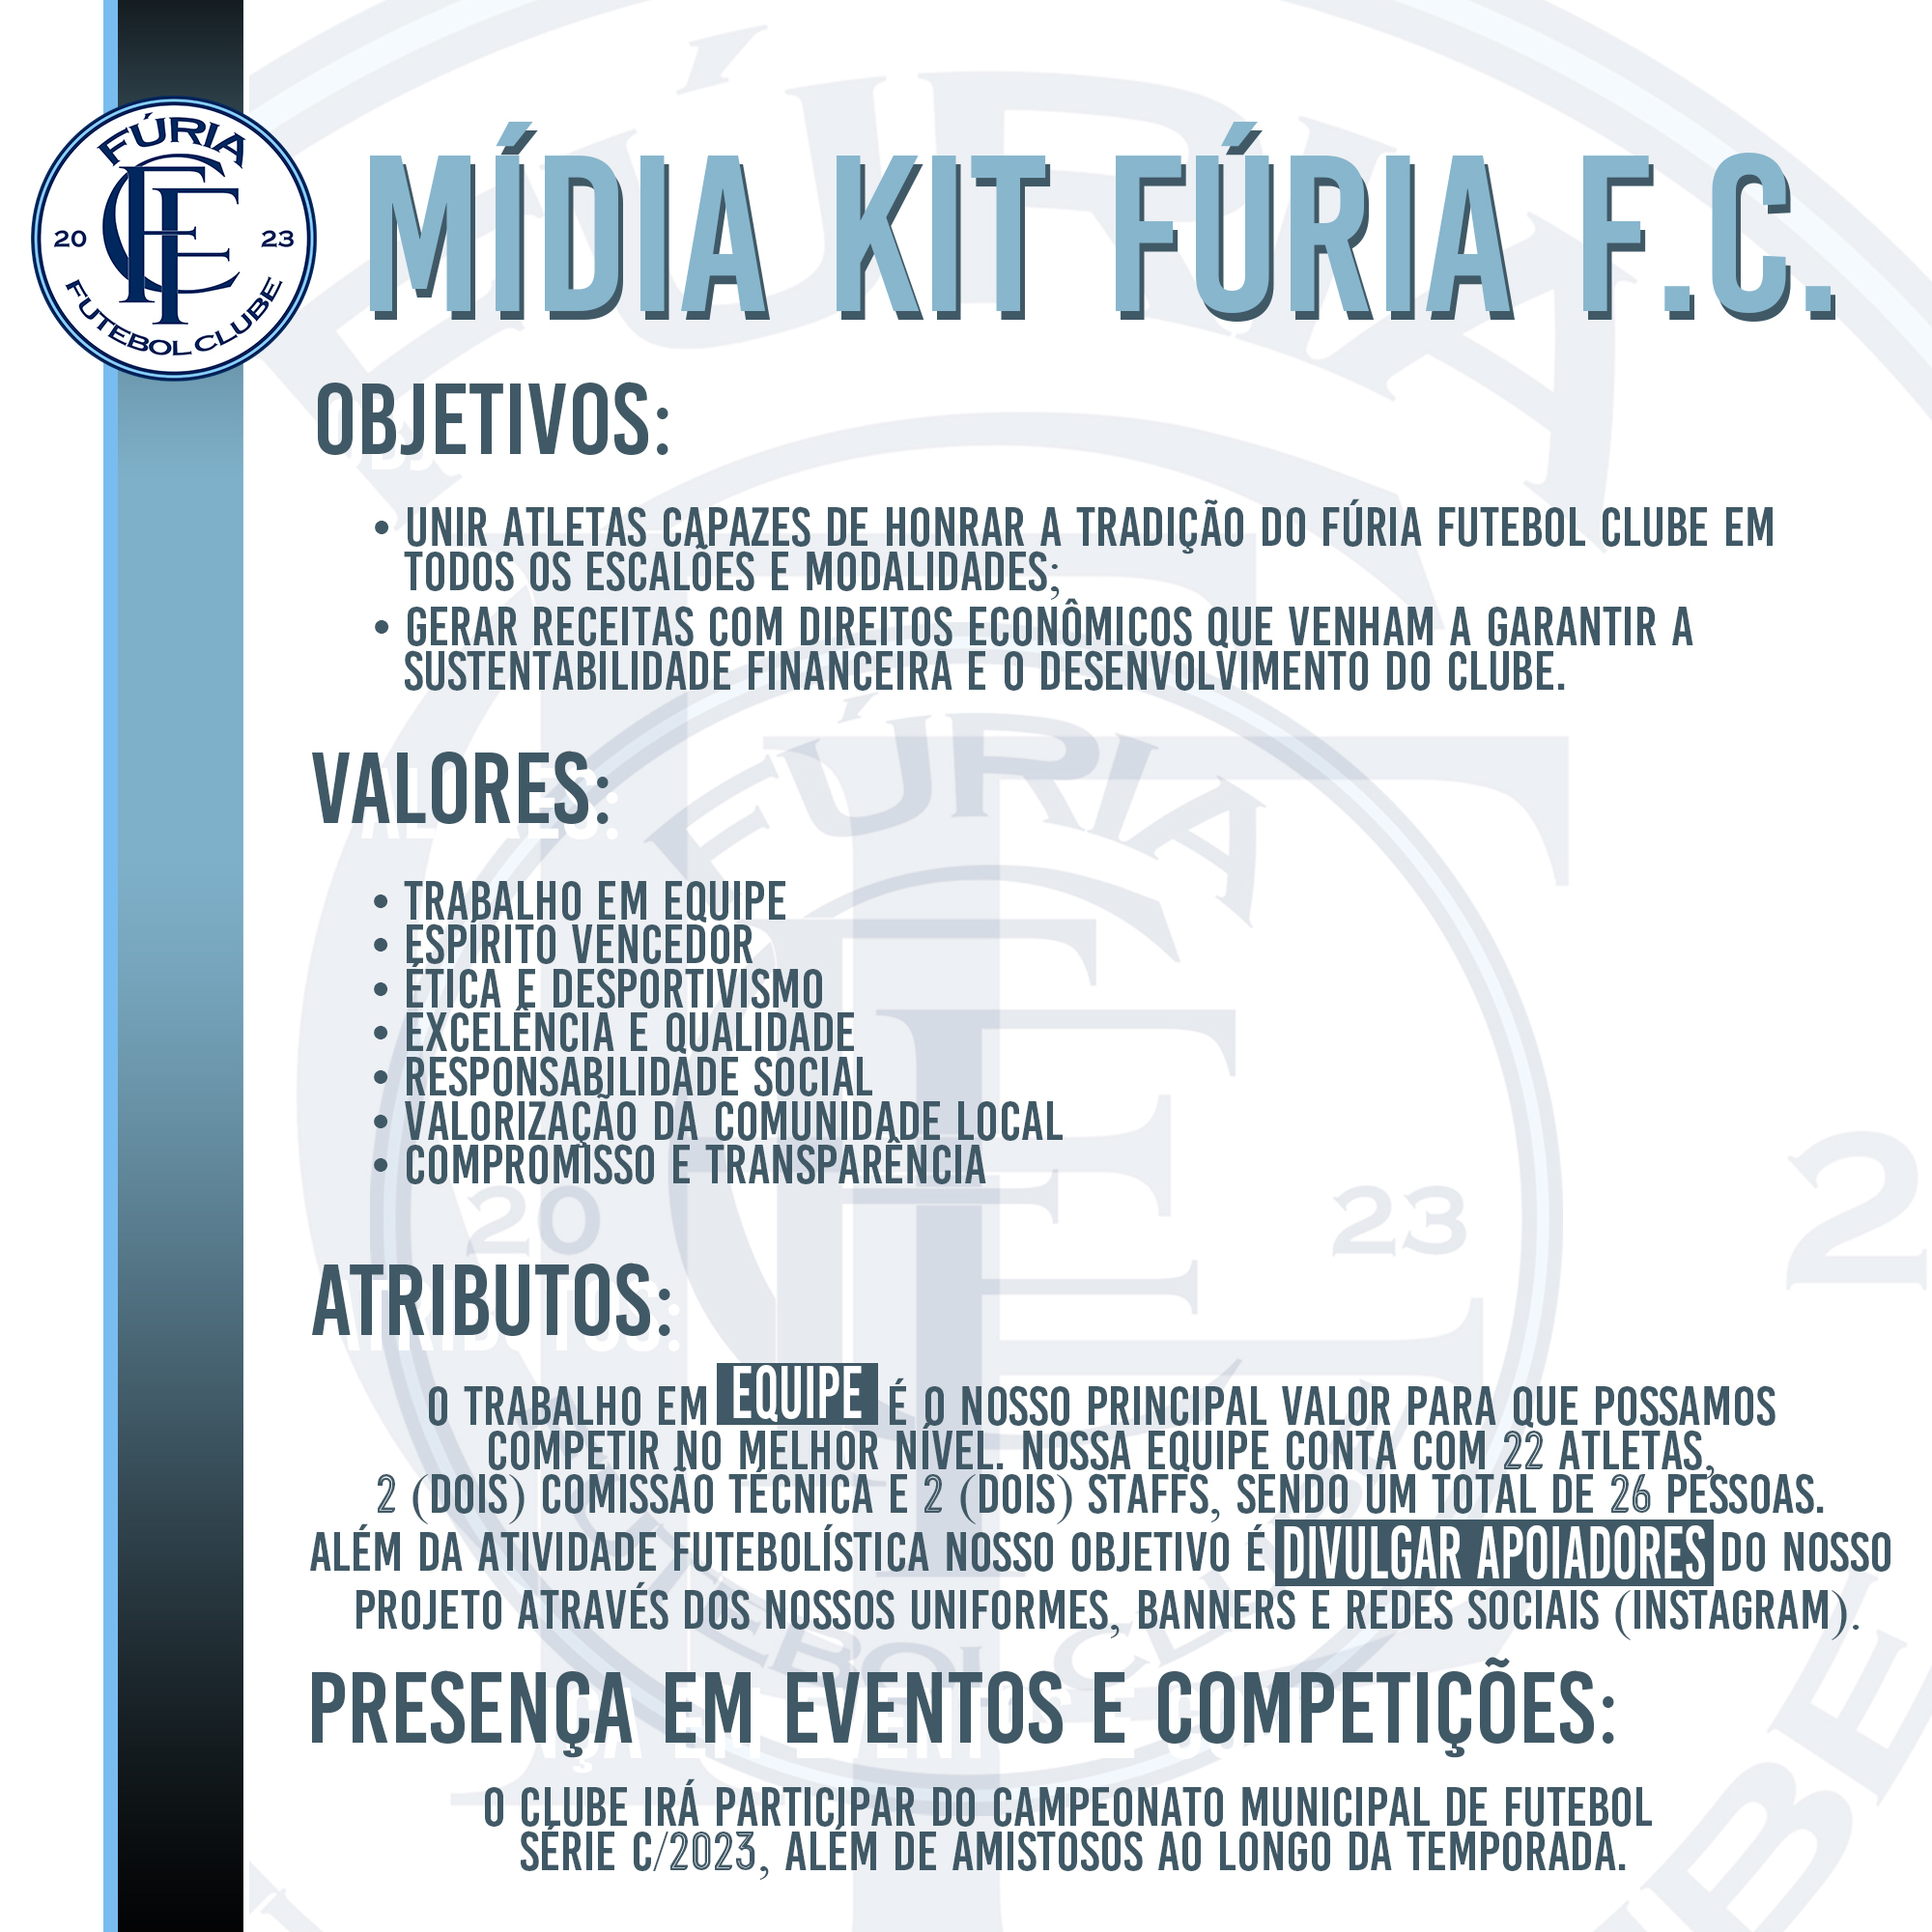 FÚRIA
20 23
FUTEBOL CLUBE
MÍDIA KIT FÚRIA F.C.
OBJETIVOS:
• UNIR ATLETAS CAPAZES DE HONRAR A TRADIÇÃO DO FÚRIA FUTEBOL CLUBE EM
TODOS OS ESCALÕES E MODALIDADES;
• GERAR RECEITAS COM DIREITOS ECONÔMICOS QUE VENHAM A GARANTIR A
SUSTENTABILIDADE FINANCEIRA E O DESENVOLVIMENTO DO CLUBE.
VALORES:
• TRABALHO EM EQUIPE
• ESPÍRITO VENCEDOR
• ÉTICA E DESPORTIVISMO
• EXCELÊNCIA E QUALIDADE
• RESPONSABILIDADE SOCIAL
• VALORIZAÇÃO DA COMUNIDADE LOCAL
• COMPROMISSO E TRANSPARÊNCIA
ATRIBUTOS:
O TRABALHO EM EQUIPE É O NOSSO PRINCIPAL VALOR PARA QUE POSSAMOS
COMPETIR NO MELHOR NÍVEL. NOSSA EQUIPE CONTA COM 22 ATLETAS,
2 (DOIS) COMISSÃO TÉCNICA E 2 (DOIS) STAFFS, SENDO UM TOTAL DE 26 PESSOAS.
ALÉM DA ATIVIDADE FUTEBOLÍSTICA NOSSO OBJETIVO É DIVULGAR APOIADORES DO NOSSO
PROJETO ATRAVÉS DOS NOSSOS UNIFORMES, BANNERS E REDES SOCIAIS (INSTAGRAM).
PRESENÇA EM EVENTOS E COMPETIÇÕES:
O CLUBE IRÁ PARTICIPAR DO CAMPEONATO MUNICIPAL DE FUTEBOL
SÉRIE C/2023, ALÉM DE AMISTOSOS AO LONGO DA TEMPORADA.